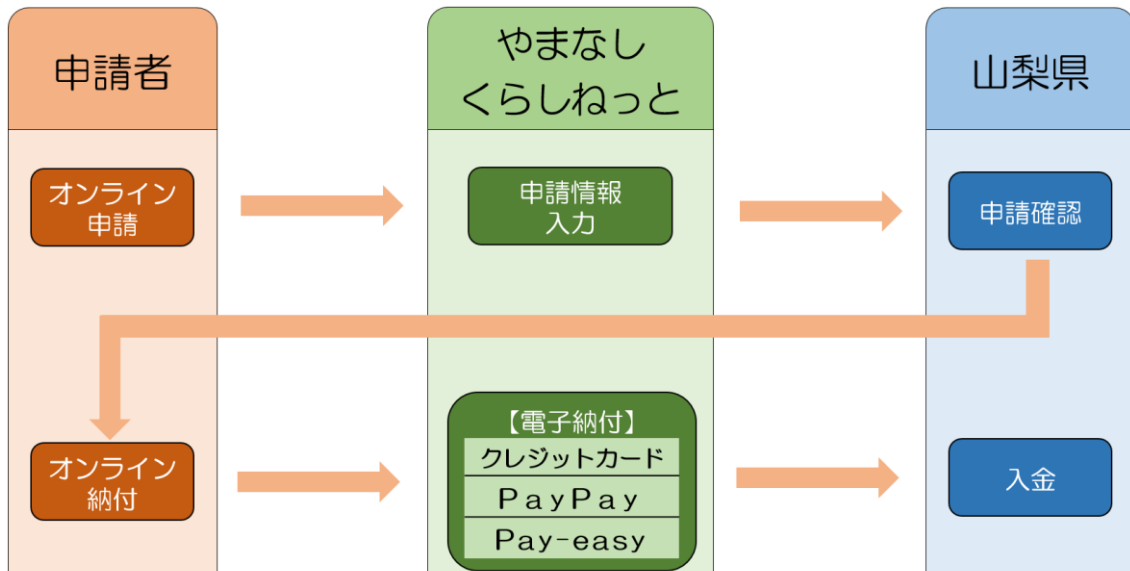 申請者
やまなし
くらしねっと
山梨県
オンライン
申請
申請情報
入力
申請確認
オンライン
納付
【電子納付】
クレジットカード
PayPay
Pay-easy
入金